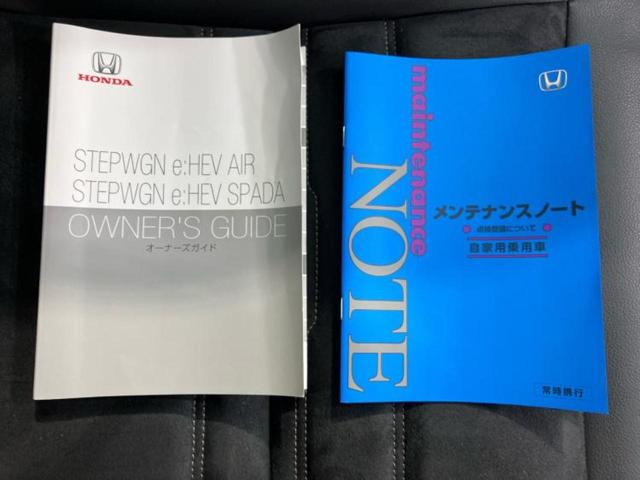 HONDA
STEPWGN e:HEV AIR
STEPWGN e:HEV SPADA
OWNER'S GUIDE
オーナーズガイド
maintenance
NOTE
メンテナンスノート
点検整備について
自家用乗用車
常時携行